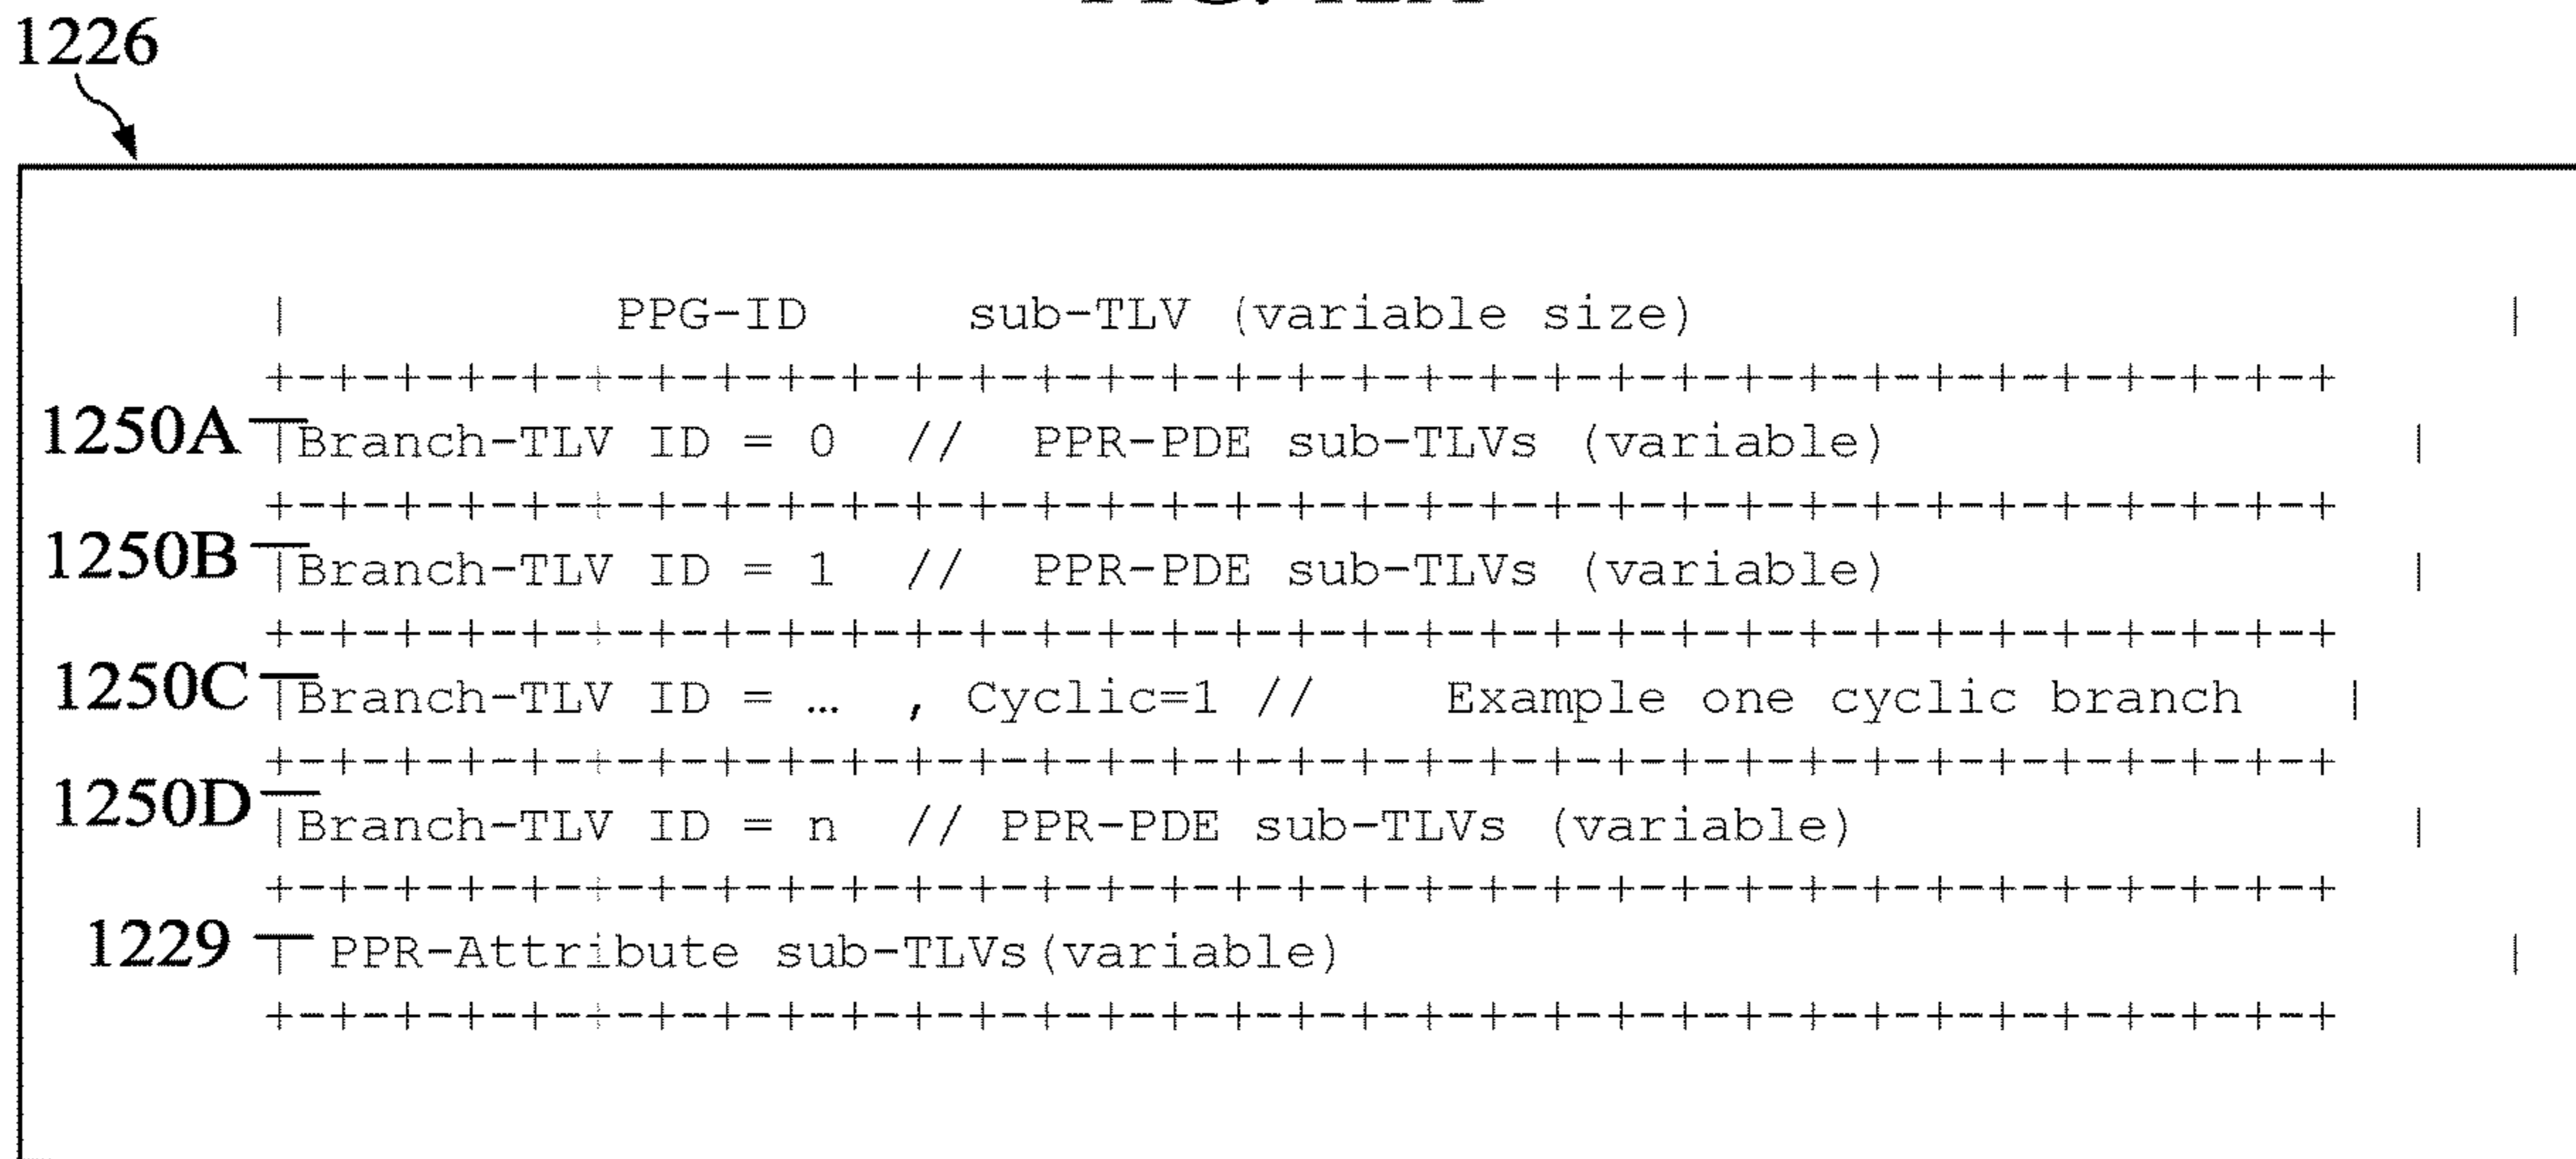 1226
| PPG-ID sub-TLV (variable size) |
+-+-+-+-+-+-+-+-+-+-+-+-+-+-+-+-+-+-+-+-+-+-+-+-+-+-+-+-+-+-+-+-+
1250A |Branch-TLV ID = 0 // PPR-PDE sub-TLVs (variable) |
+-+-+-+-+-+-+-+-+-+-+-+-+-+-+-+-+-+-+-+-+-+-+-+-+-+-+-+-+-+-+-+-+
1250B |Branch-TLV ID = 1 // PPR-PDE sub-TLVs (variable) |
+-+-+-+-+-+-+-+-+-+-+-+-+-+-+-+-+-+-+-+-+-+-+-+-+-+-+-+-+-+-+-+-+
1250C |Branch-TLV ID = … , Cyclic=1 // Example one cyclic branch |
+-+-+-+-+-+-+-+-+-+-+-+-+-+-+-+-+-+-+-+-+-+-+-+-+-+-+-+-+-+-+-+-+
1250D |Branch-TLV ID = n // PPR-PDE sub-TLVs (variable) |
+-+-+-+-+-+-+-+-+-+-+-+-+-+-+-+-+-+-+-+-+-+-+-+-+-+-+-+-+-+-+-+-+
1229 | PPR-Attribute sub-TLVs(variable) |
+-+-+-+-+-+-+-+-+-+-+-+-+-+-+-+-+-+-+-+-+-+-+-+-+-+-+-+-+-+-+-+-+